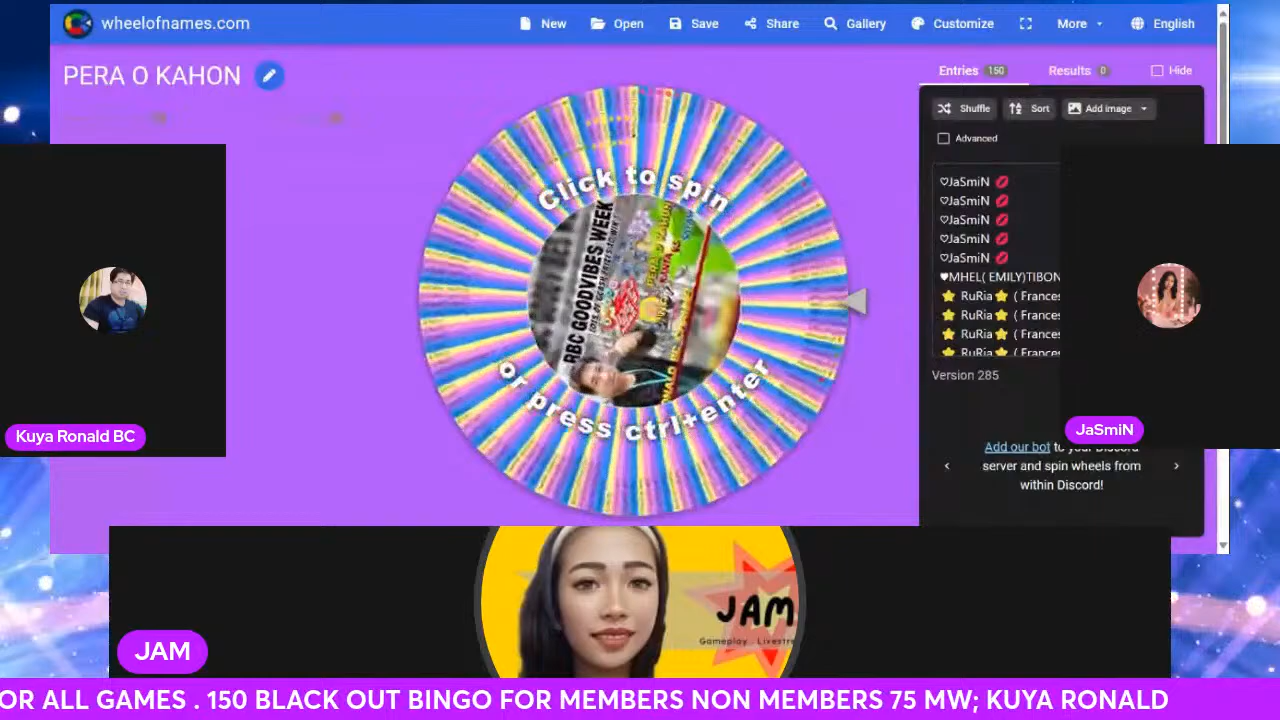 wheelofnames.com
New
Open
Save
Share
Gallery
Customize
More
English
PERA O KAHON
Entries 150
Results 0
Hide
Shuffle
Sort
Add image
Advanced
♡JaSmiN 💋
♡JaSmiN 💋
♡JaSmiN 💋
♡JaSmiN 💋
♡JaSmiN 💋
♥MHEL( EMILY)TIBON
⭐ RuRia⭐ ( Frances
⭐ RuRia⭐ ( Frances
⭐ RuRia⭐ ( Frances
⭐ RuRia⭐ ( Frances
Version 285
Add our bot to your Discord
server and spin wheels from
within Discord!
Click to spin
RBC GOODVIBES WEEK
Or press ctrl+enter
Kuya Ronald BC
JaSmiN
JAM
Gameplay . Livestre
JAM
OR ALL GAMES . 150 BLACK OUT BINGO FOR MEMBERS NON MEMBERS 75 MW; KUYA RONALD